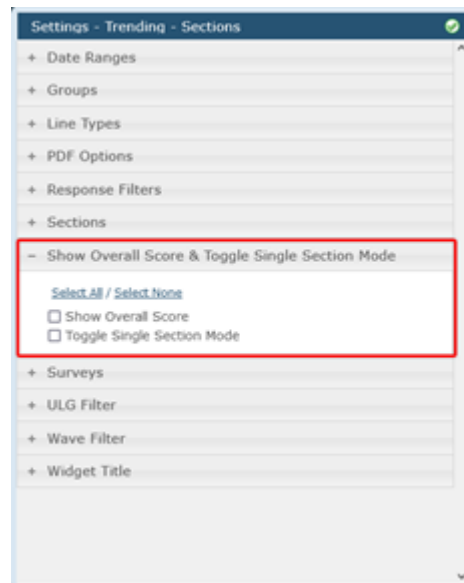 Settings - Trending - Sections
+ Date Ranges
+ Groups
+ Line Types
+ PDF Options
+ Response Filters
+ Sections
- Show Overall Score & Toggle Single Section Mode
Select All / Select None
Show Overall Score
Toggle Single Section Mode
+ Surveys
+ ULG Filter
+ Wave Filter
+ Widget Title